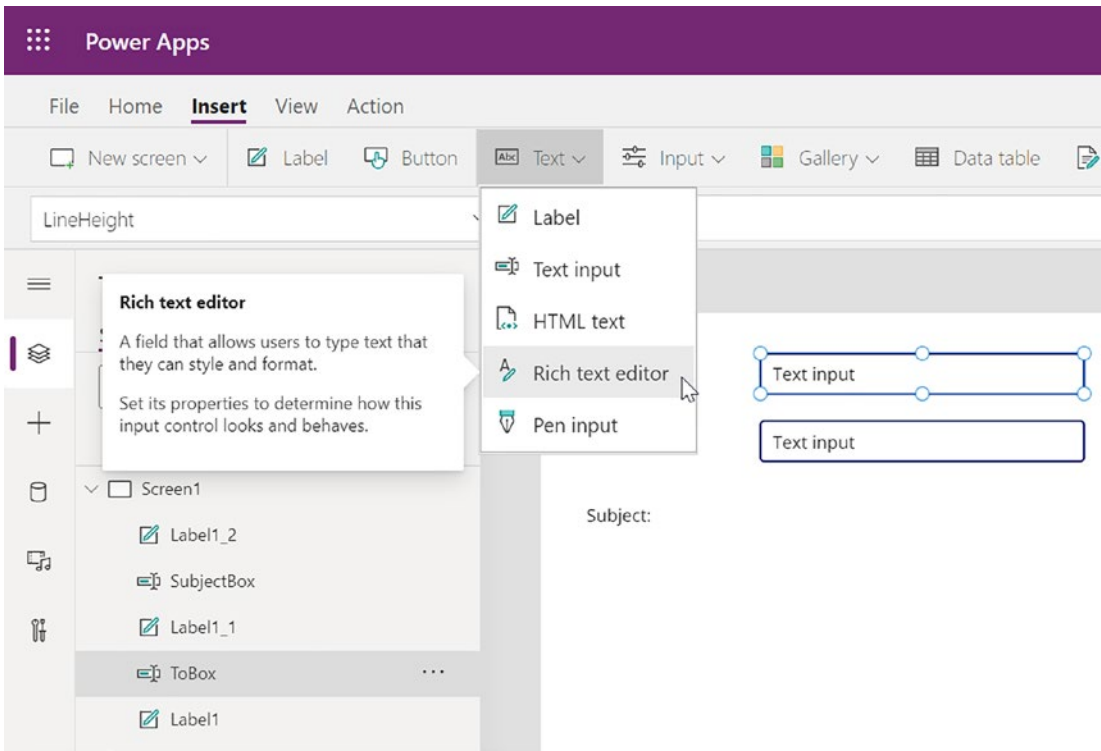 Power Apps
File Home Insert View Action
New screen Label Button Abc Text Input Gallery Data table
LineHeight
Label
Text input
HTML text
Rich text editor
Pen input
Rich text editor
A field that allows users to type text that
they can style and format.
Set its properties to determine how this
input control looks and behaves.
Screen1
Label1_2
SubjectBox
Label1_1
ToBox
Label1
Text input
Text input
Subject: